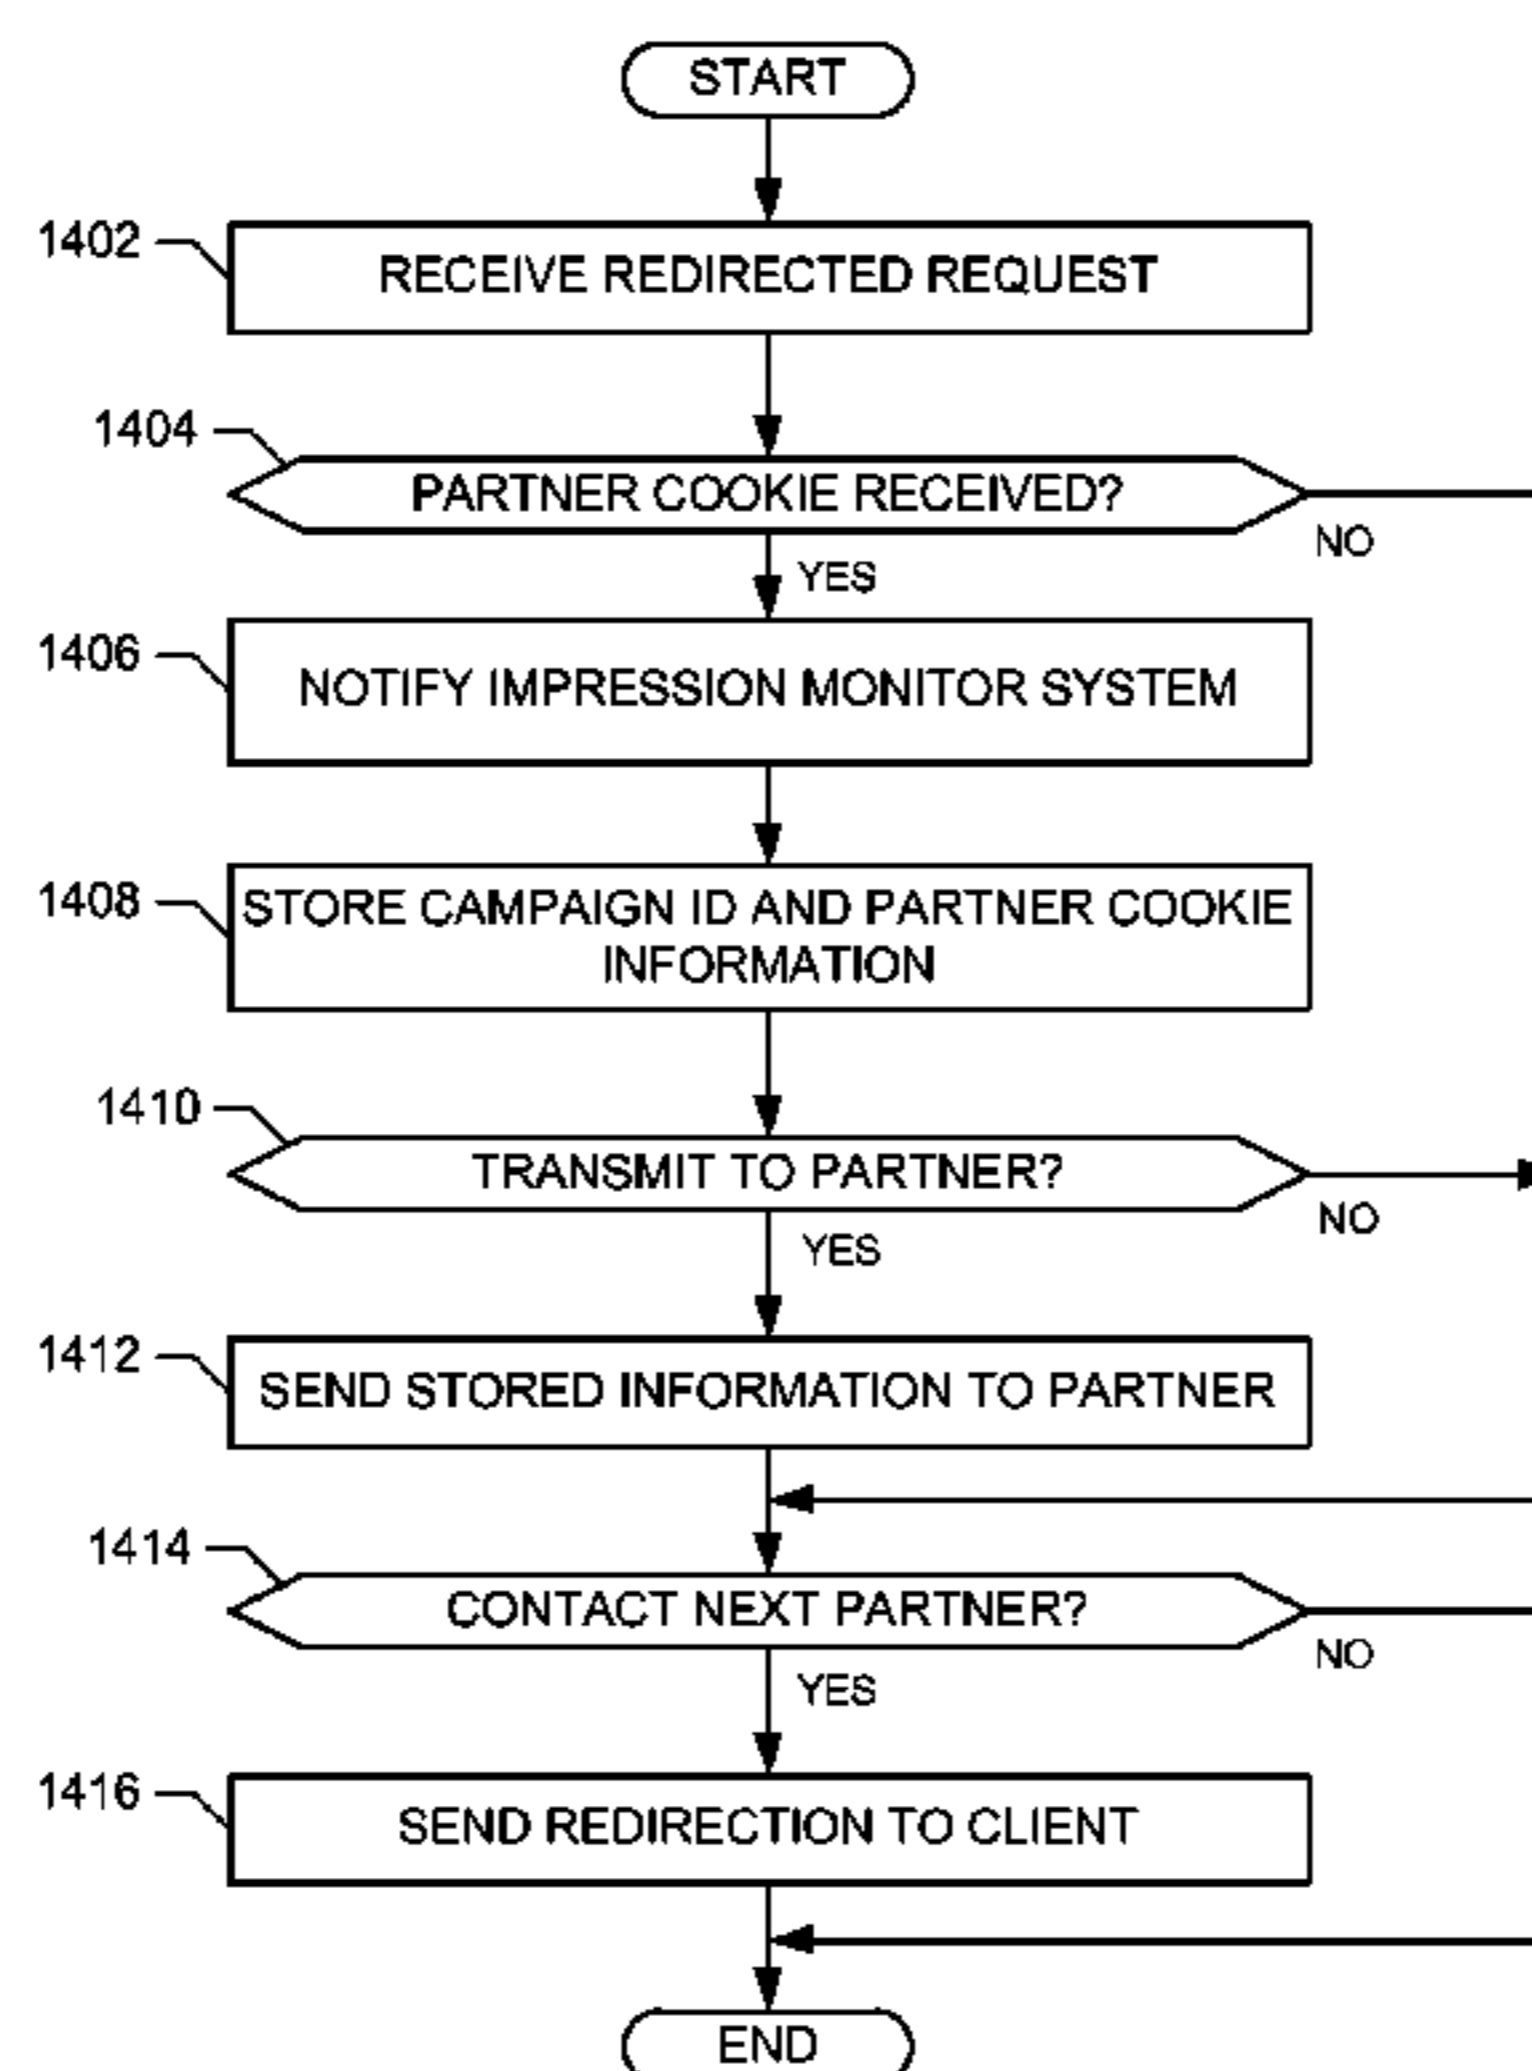 START
1402
RECEIVE REDIRECTED REQUEST
1404
PARTNER COOKIE RECEIVED?
NO
YES
1406
NOTIFY IMPRESSION MONITOR SYSTEM
1408
STORE CAMPAIGN ID AND PARTNER COOKIE
INFORMATION
1410
TRANSMIT TO PARTNER?
NO
YES
1412
SEND STORED INFORMATION TO PARTNER
1414
CONTACT NEXT PARTNER?
NO
YES
1416
SEND REDIRECTION TO CLIENT
END